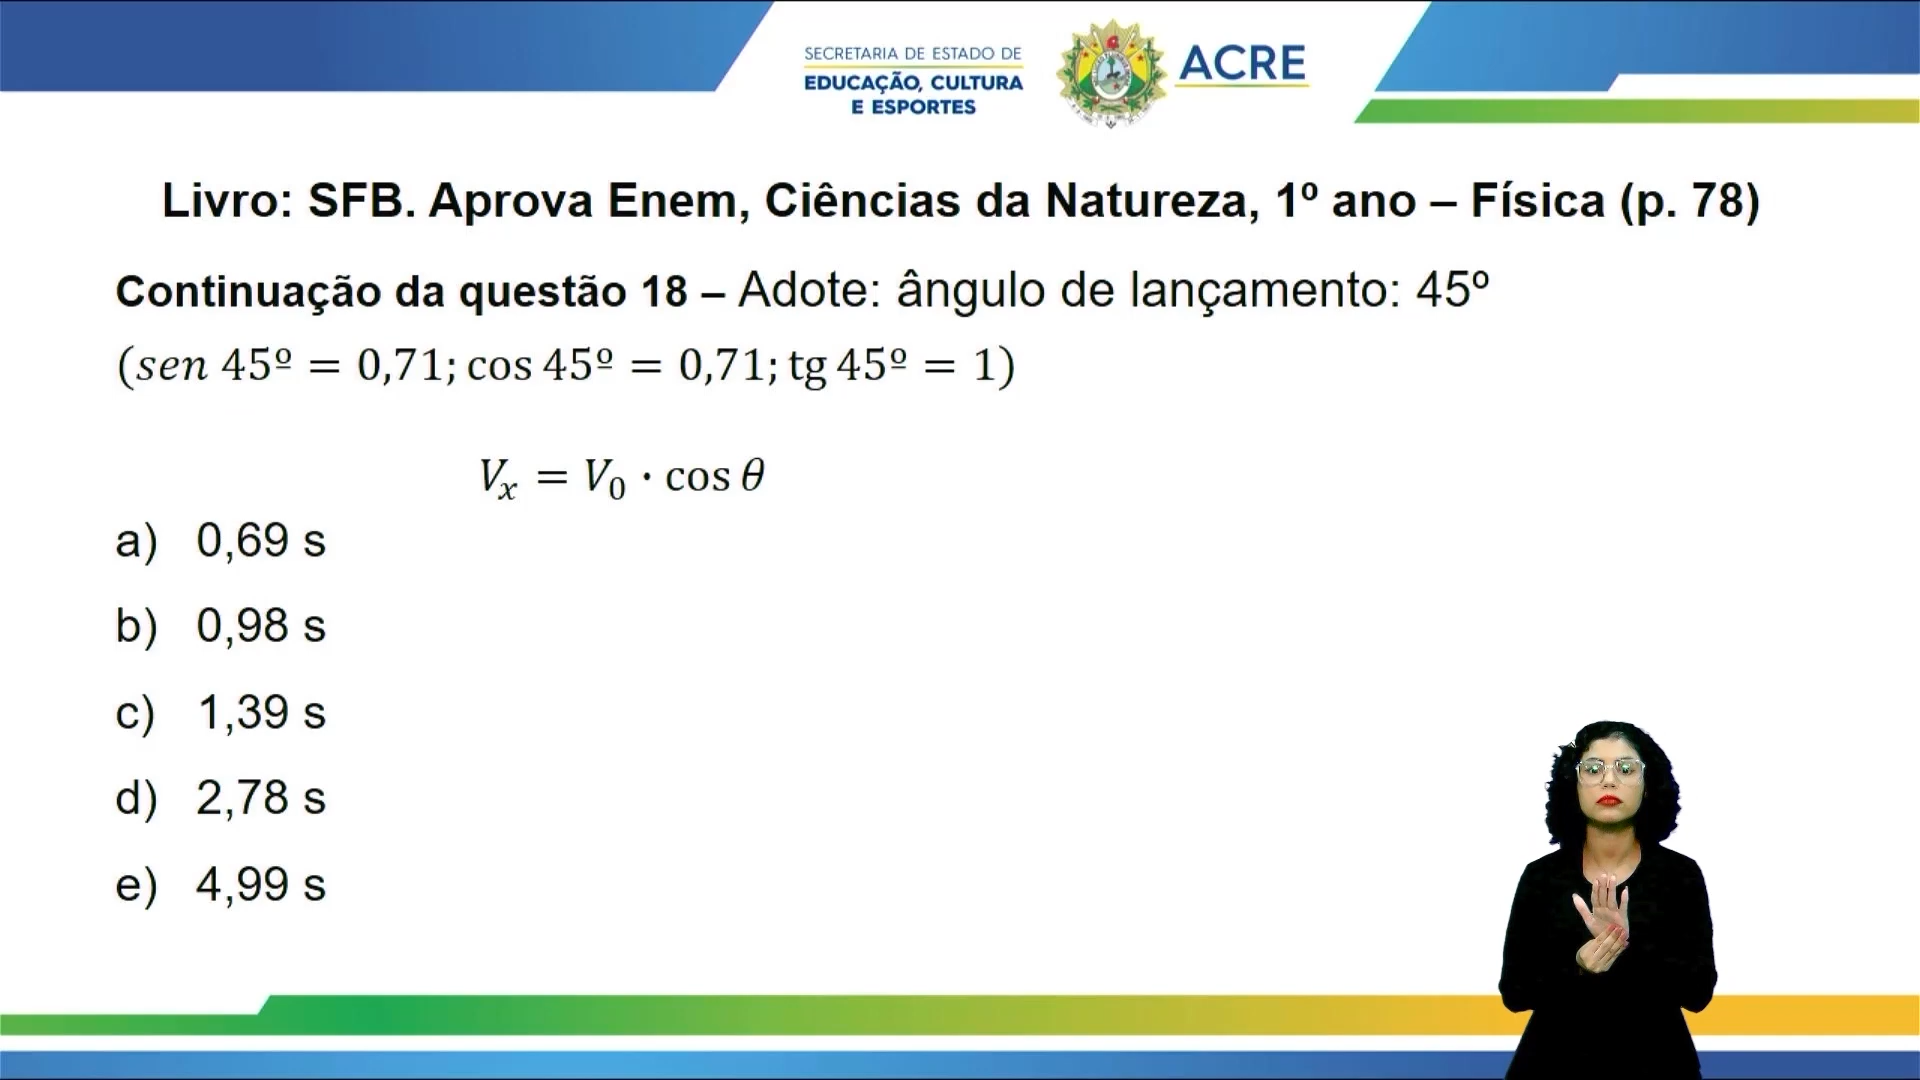 SECRETARIA DE ESTADO DE
EDUCAÇÃO, CULTURA
E ESPORTES
ACRE
Livro: SFB. Aprova Enem, Ciências da Natureza, 1º ano – Física (p. 78)
Continuação da questão 18 – Adote: ângulo de lançamento: 45º
(sen 45º = 0,71; cos 45º = 0,71; tg 45º = 1)
Vₓ = V₀ · cos θ
a) 0,69 s
b) 0,98 s
c) 1,39 s
d) 2,78 s
e) 4,99 s